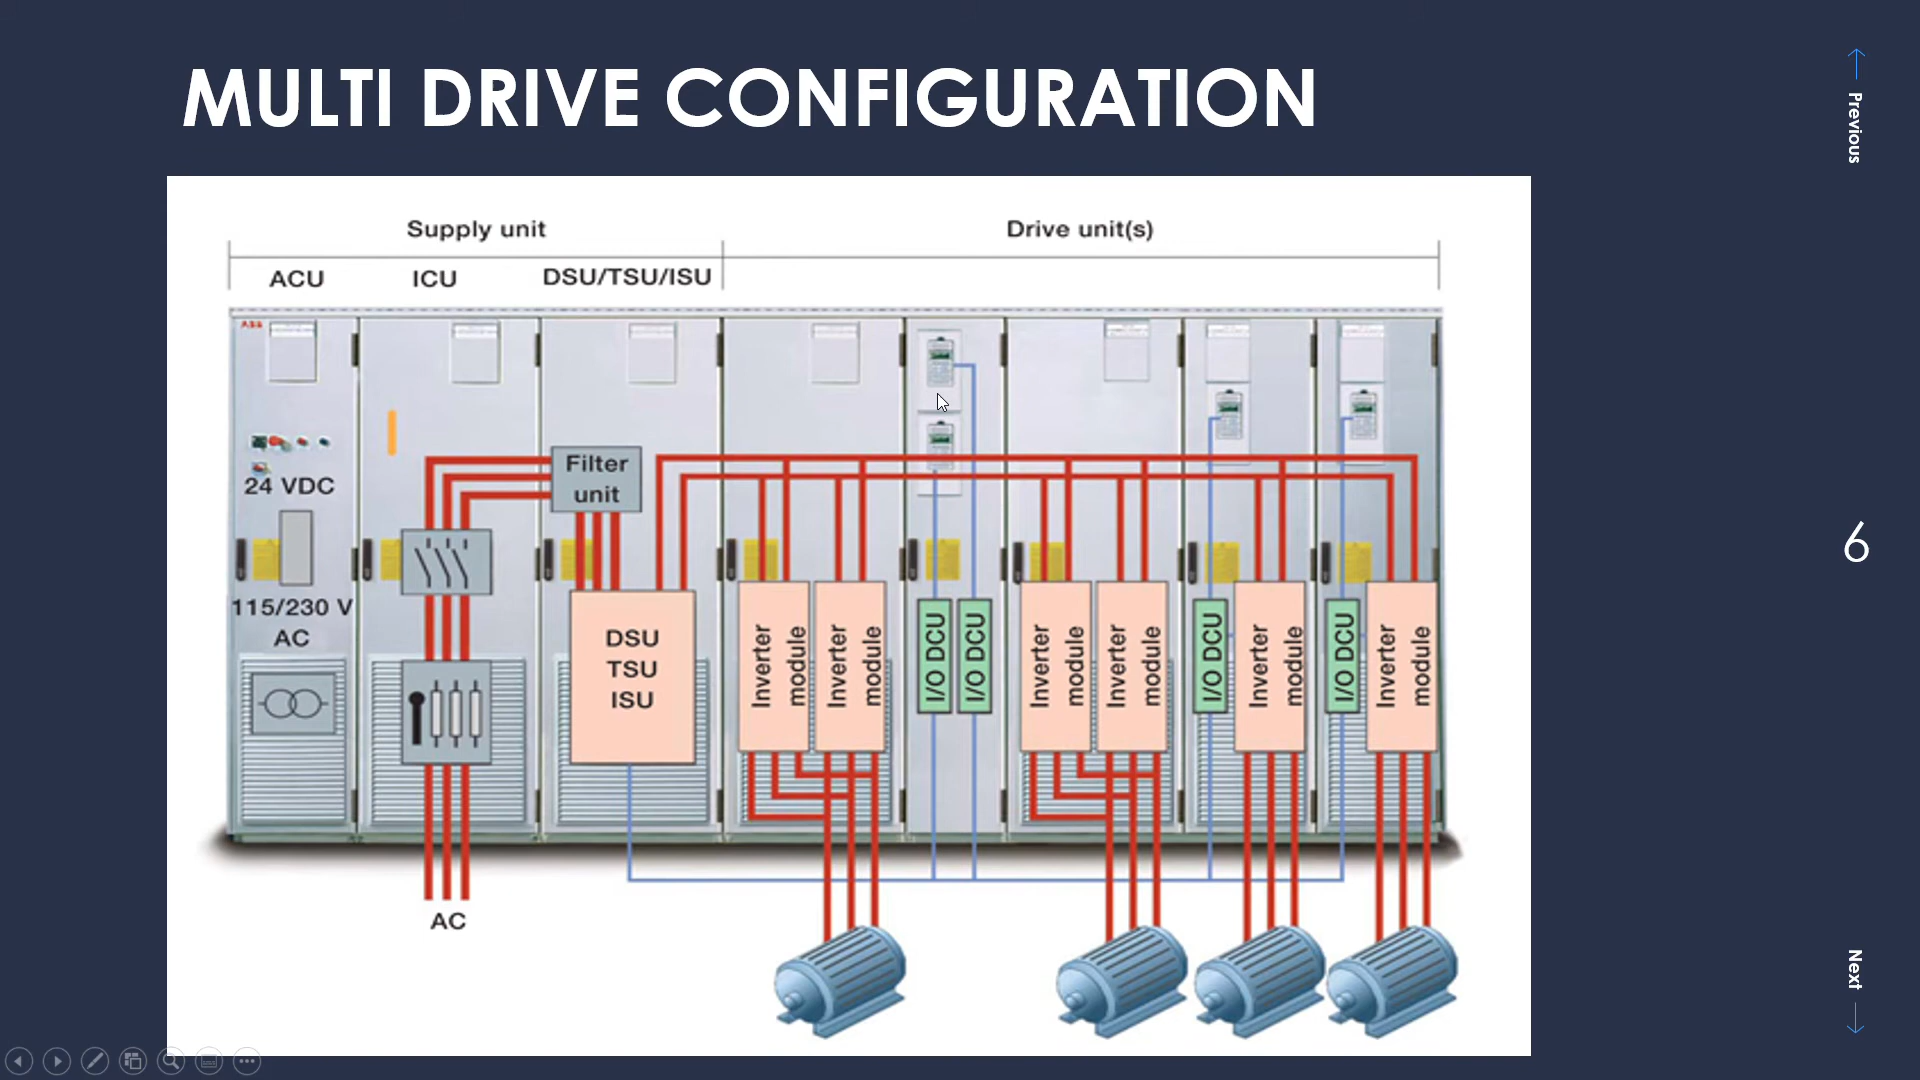 MULTI DRIVE CONFIGURATION
Previous
Supply unit
Drive unit(s)
ACU
ICU
DSU/TSU/ISU
ABB
Filter
unit
24 VDC
115/230 V
AC
DSU
TSU
ISU
Inverter
module
Inverter
module
I/O DCU
I/O DCU
Inverter
module
Inverter
module
I/O DCU
Inverter
module
I/O DCU
Inverter
module
AC
6
Next